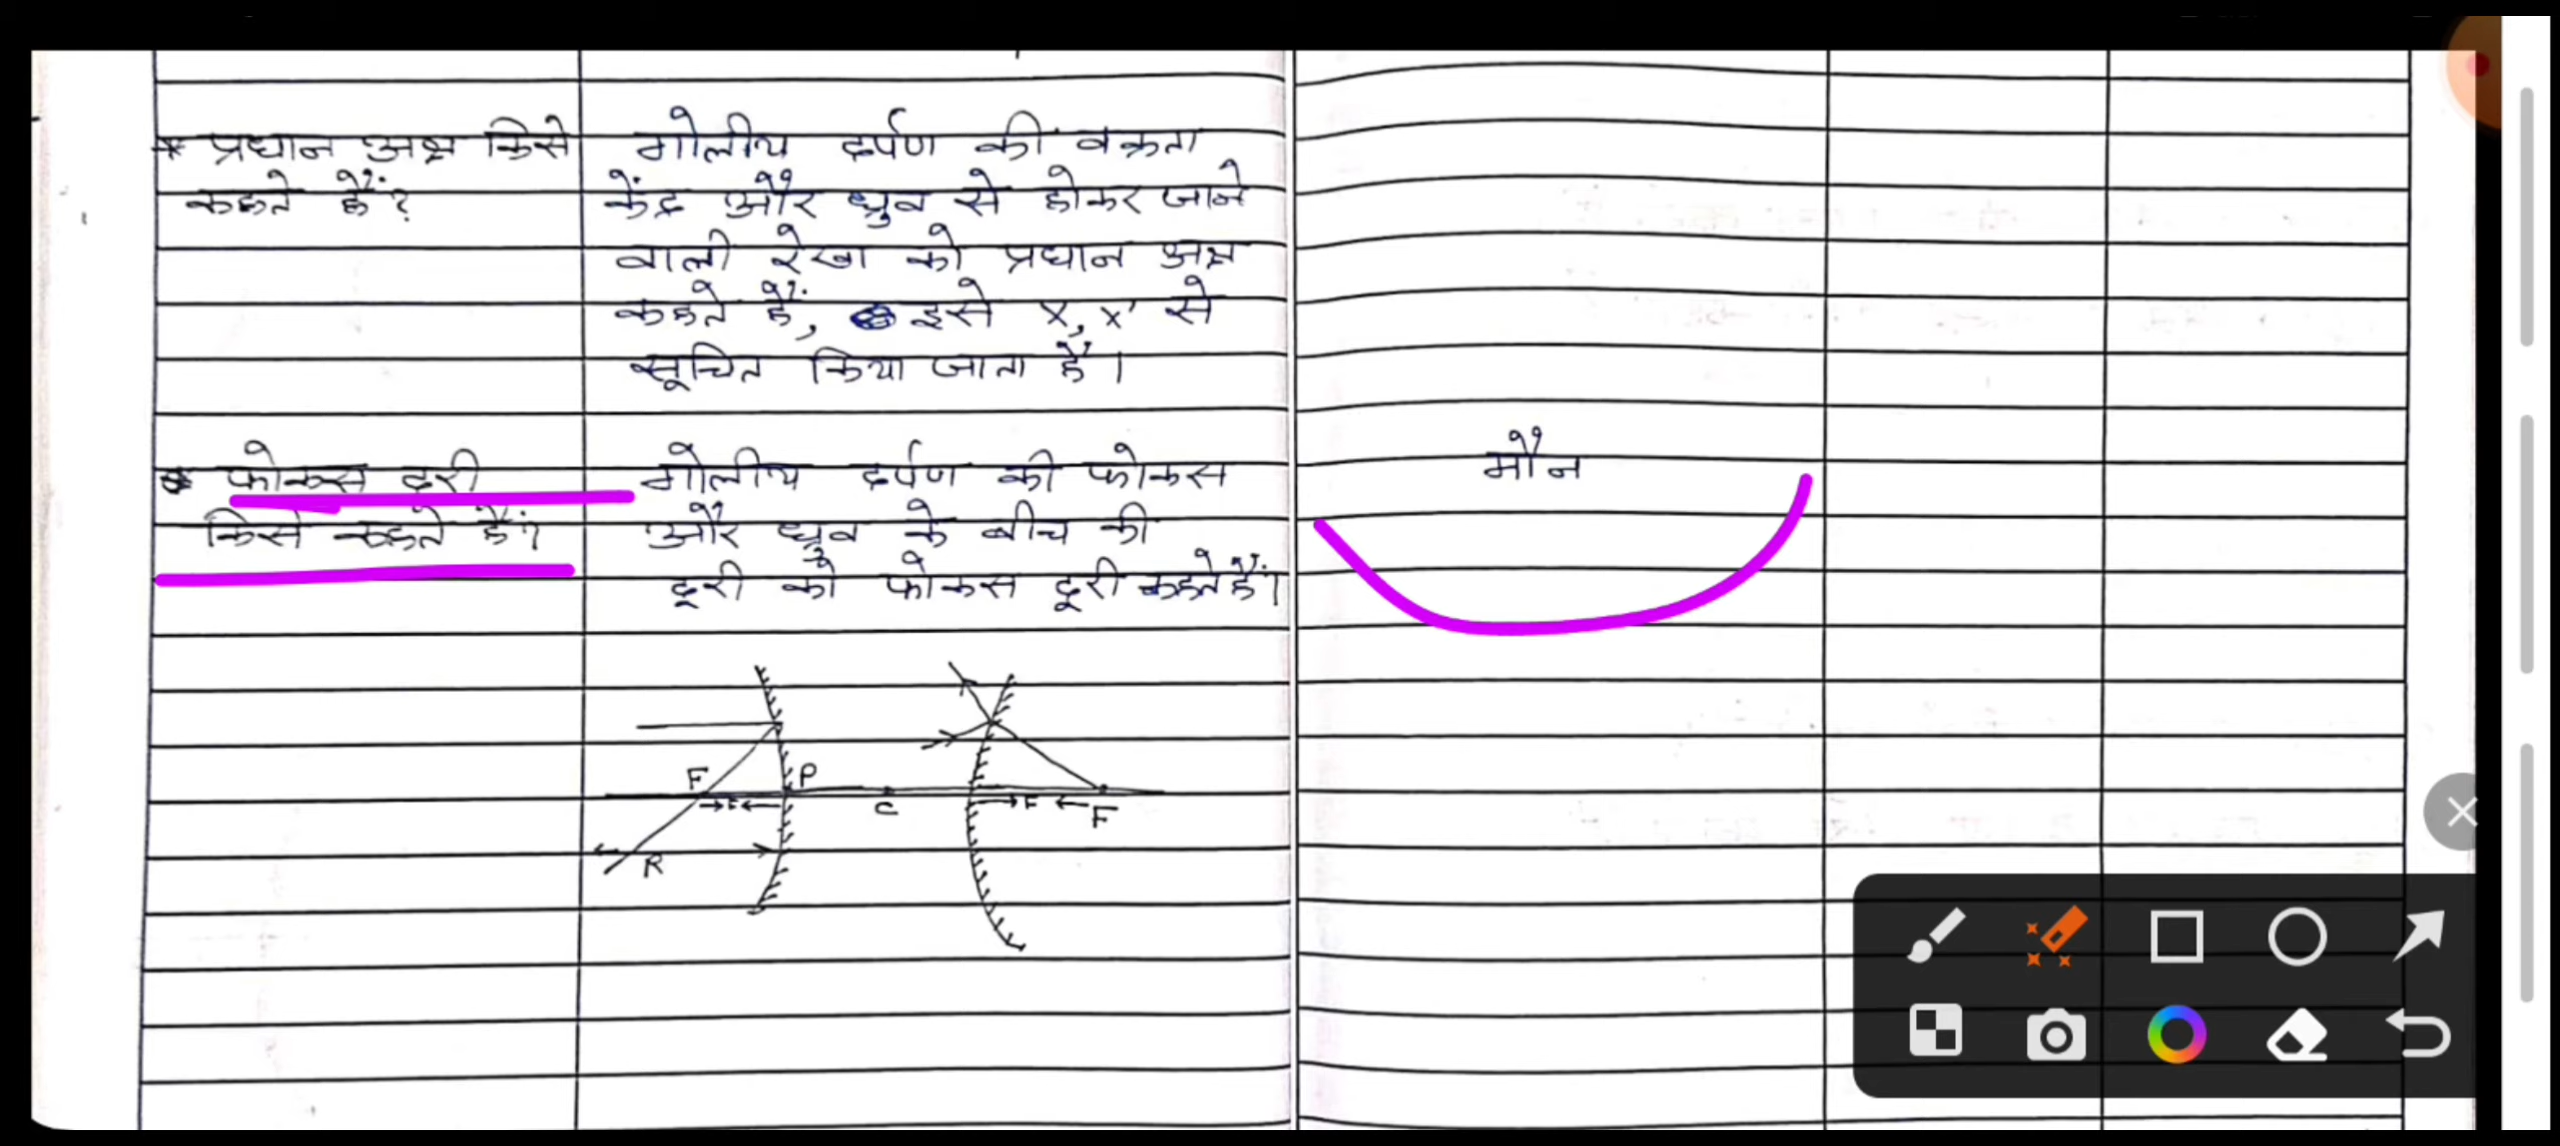 * प्रधान अक्ष किसे
कहते हैं?
गोलीय दर्पण की वक्रता
केंद्र और ध्रुव से होकर जाने
वाली रेखा को प्रधान अक्ष
कहते हैं, इसे X, X' से
सूचित किया जाता है।
* फोकस दूरी
किसे कहते हैं?
गोलीय दर्पण की फोकस
और ध्रुव के बीच की
दूरी को फोकस दूरी कहते हैं।
मौन
F P C F F
F
R